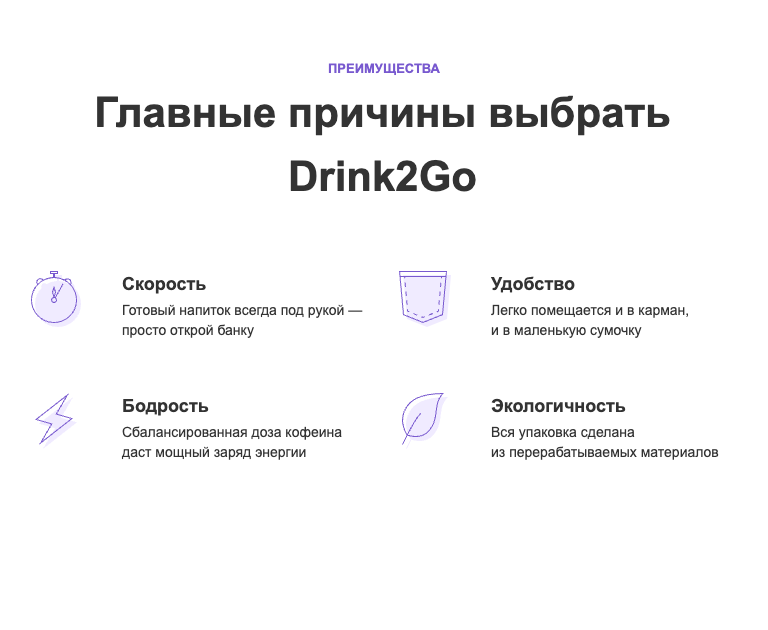 ПРЕИМУЩЕСТВА
Главные причины выбрать
Drink2Go
Скорость
Готовый напиток всегда под рукой —
просто открой банку
Удобство
Легко помещается и в карман,
и в маленькую сумочку
Бодрость
Сбалансированная доза кофеина
даст мощный заряд энергии
Экологичность
Вся упаковка сделана
из перерабатываемых материалов